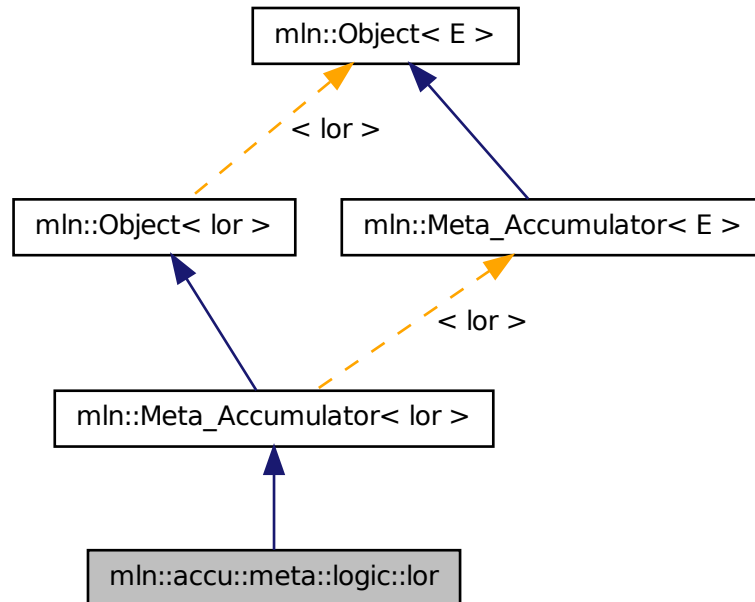 mln::Object< E >
< lor >
mln::Object< lor >
mln::Meta_Accumulator< E >
< lor >
mln::Meta_Accumulator< lor >
mln::accu::meta::logic::lor